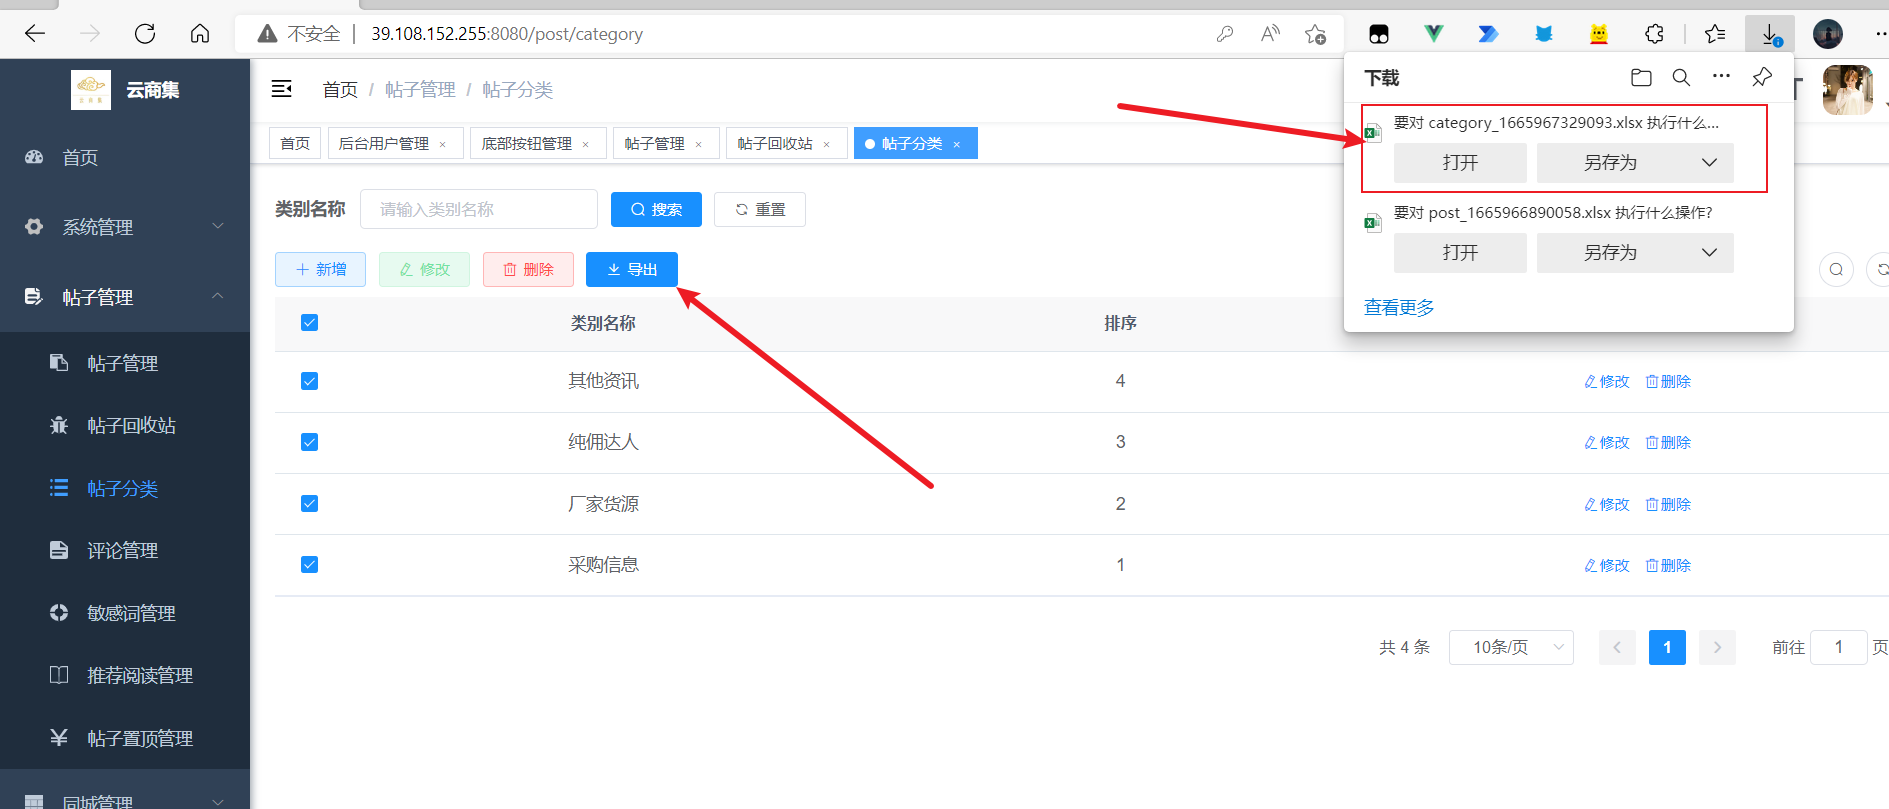 不安全 39.108.152.255:8080/post/category
云商集
首页 / 帖子管理 / 帖子分类
下载
首页
后台用户管理 ×
底部按钮管理 ×
帖子管理 ×
帖子回收站 ×
帖子分类 ×
要对 category_1665967329093.xlsx 执行什么...
打开
另存为
要对 post_1665966890058.xlsx 执行什么操作?
打开
另存为
查看更多
首页
系统管理
帖子管理
帖子管理
帖子回收站
帖子分类
评论管理
敏感词管理
推荐阅读管理
帖子置顶管理
同城管理
类别名称 请输入类别名称 搜索 重置
新增 修改 删除 导出
类别名称 排序
其他资讯 4 修改 删除
纯佣达人 3 修改 删除
厂家货源 2 修改 删除
采购信息 1 修改 删除
共 4 条 10条/页 1 前往 1 页